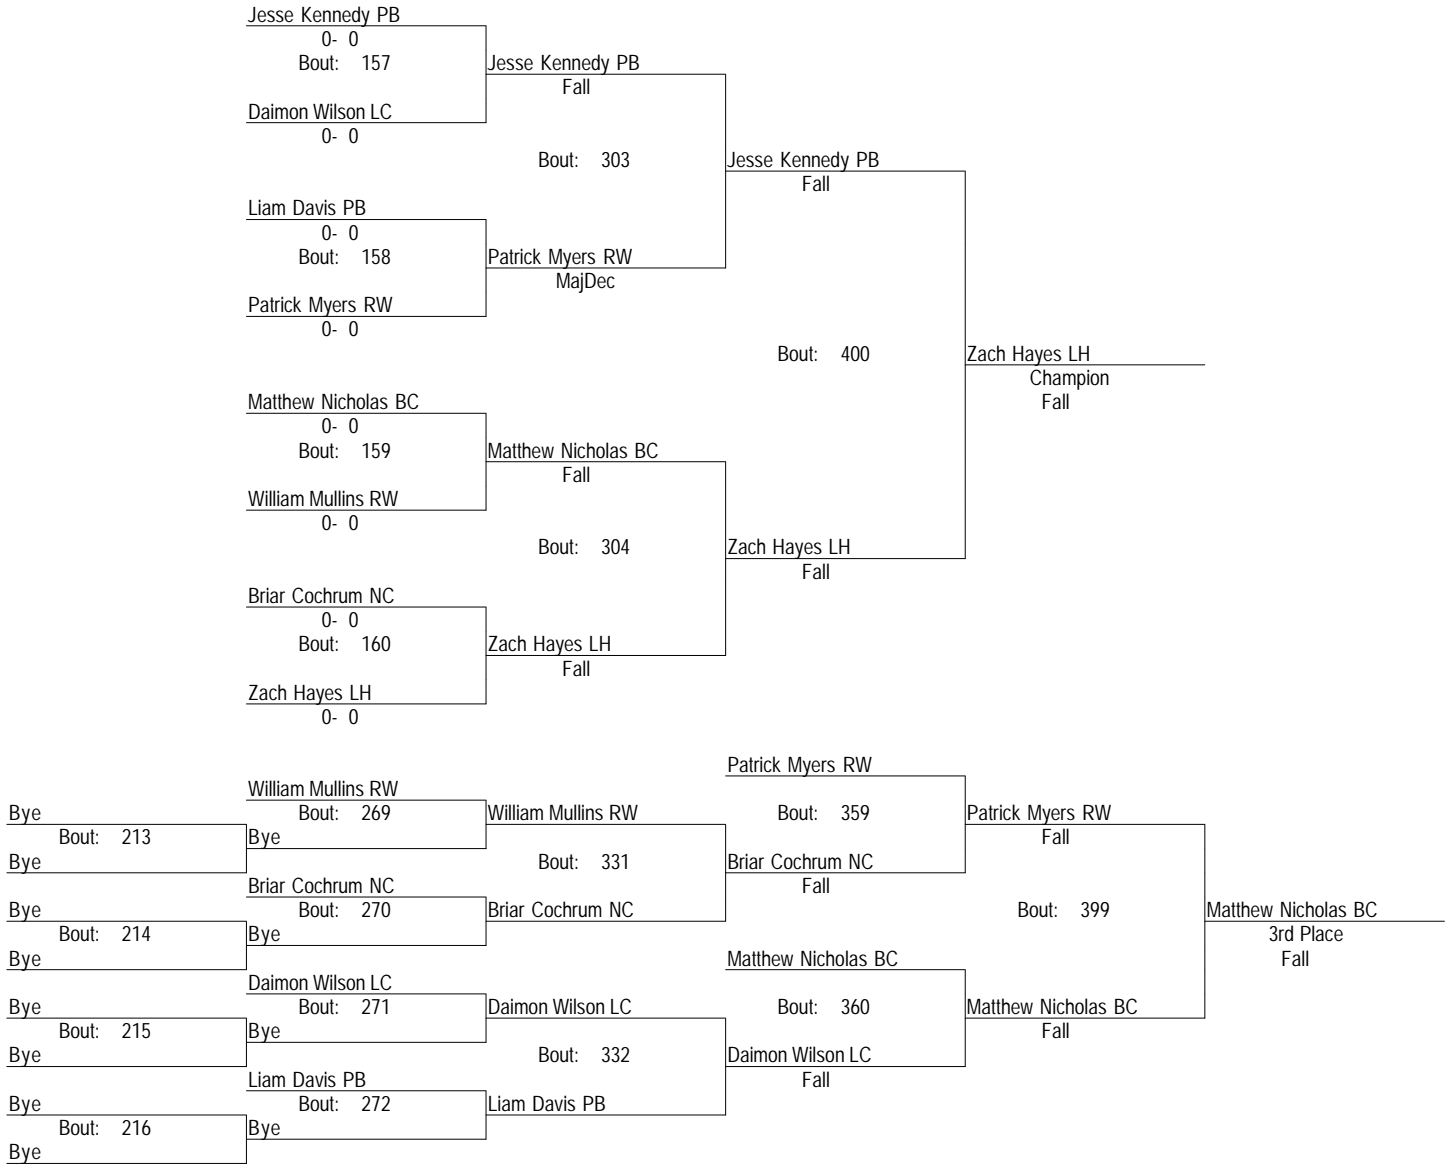 Jesse Kennedy PB
0- 0
Bout: 157
Jesse Kennedy PB
Fall
Daimon Wilson LC
0- 0
Bout: 303
Jesse Kennedy PB
Fall
Liam Davis PB
0- 0
Bout: 158
Patrick Myers RW
MajDec
Patrick Myers RW
0- 0
Bout: 400
Zach Hayes LH
Champion
Fall
Matthew Nicholas BC
0- 0
Bout: 159
Matthew Nicholas BC
Fall
William Mullins RW
0- 0
Bout: 304
Zach Hayes LH
Fall
Briar Cochrum NC
0- 0
Bout: 160
Zach Hayes LH
Fall
Zach Hayes LH
0- 0
Patrick Myers RW
William Mullins RW
Bye
Bout: 269
William Mullins RW
Bout: 359
Patrick Myers RW
Bout: 213
Bye
Fall
Bye
Bout: 331
Briar Cochrum NC
Briar Cochrum NC
Fall
Bye
Bout: 270
Briar Cochrum NC
Bout: 399
Matthew Nicholas BC
Bout: 214
Bye
3rd Place
Bye
Matthew Nicholas BC
Fall
Daimon Wilson LC
Bye
Bout: 271
Daimon Wilson LC
Bout: 360
Matthew Nicholas BC
Bout: 215
Bye
Fall
Bye
Bout: 332
Daimon Wilson LC
Liam Davis PB
Fall
Bye
Bout: 272
Liam Davis PB
Bout: 216
Bye
Bye